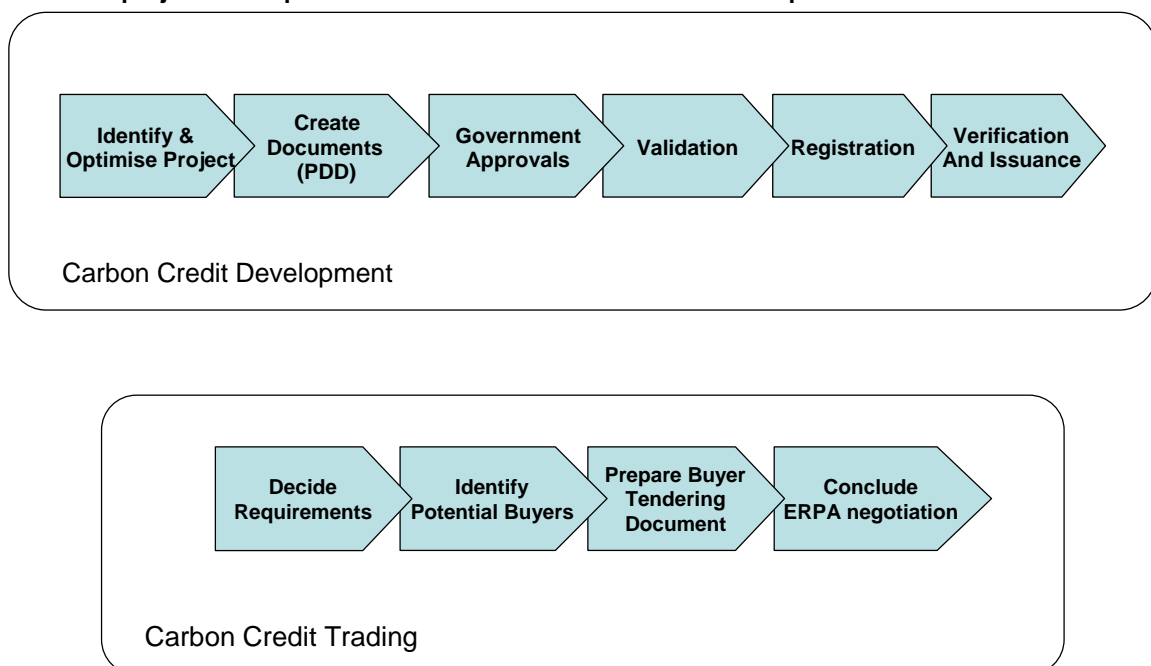 Identify &
Optimise Project
Create
Documents
(PDD)
Government
Approvals
Validation
Registration
Verification
And Issuance
Carbon Credit Development
Decide
Requirements
Identify
Potential Buyers
Prepare Buyer
Tendering
Document
Conclude
ERPA negotiation
Carbon Credit Trading